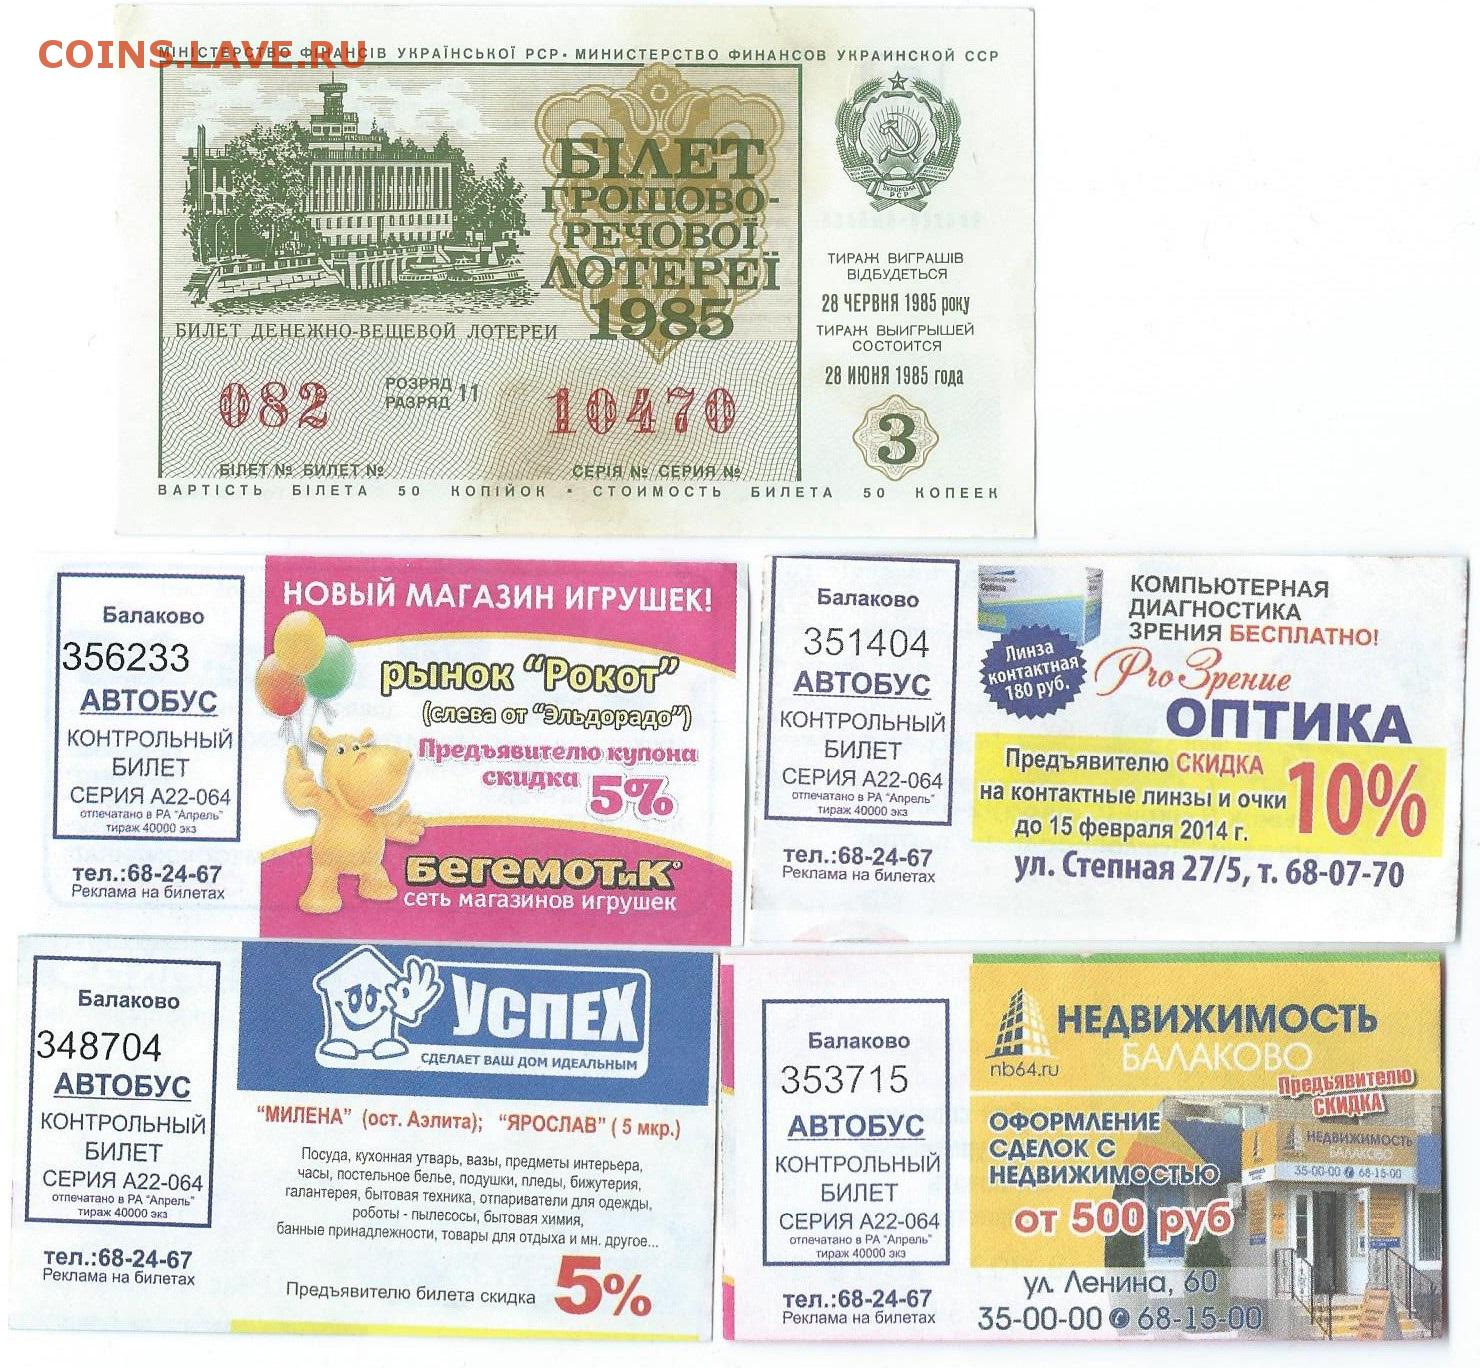 COINS.LAVE.RU
МІНІСТЕРСТВО ФІНАНСІВ УКРАЇНСЬКОЇ РСР • МИНИСТЕРСТВО ФИНАНСОВ УКРАИНСКОЙ ССР
БІЛЕТ
ГРОШОВО-
РЕЧОВОЇ
ЛОТЕРЕЇ
1985
БИЛЕТ ДЕНЕЖНО-ВЕЩЕВОЙ ЛОТЕРЕИ
082
РОЗРЯД
РАЗРЯД 11
10470
БІЛЕТ № БИЛЕТ №
СЕРІЯ № СЕРИЯ №
УКРАЇНСЬКА
РСР
ТИРАЖ ВИГРАШІВ
ВІДБУДЕТЬСЯ
28 ЧЕРВНЯ 1985 року
ТИРАЖ ВЫИГРЫШЕЙ
СОСТОИТСЯ
28 ИЮНЯ 1985 года
3
ВАРТІСТЬ БІЛЕТА 50 КОПІЙОК • СТОИМОСТЬ БИЛЕТА 50 КОПЕЕК
Балаково
356233
АВТОБУС
КОНТРОЛЬНЫЙ
БИЛЕТ
СЕРИЯ А22-064
отпечатано в РА "Апрель"
тираж 40000 экз
тел.:68-24-67
Реклама на билетах
НОВЫЙ МАГАЗИН ИГРУШЕК!
рынок "Рокот"
(слева от "Эльдорадо")
Предъявителю купона
скидка 5%
БЕГЕМОТиК
сеть магазинов игрушек
Балаково
351404
АВТОБУС
КОНТРОЛЬНЫЙ
БИЛЕТ
СЕРИЯ А22-064
отпечатано в РА "Апрель"
тираж 40000 экз
тел.:68-24-67
Реклама на билетах
Optima
Линза
контактная
180 руб.
КОМПЬЮТЕРНАЯ
ДИАГНОСТИКА
ЗРЕНИЯ БЕСПЛАТНО!
Pro Зрение
ОПТИКА
Предъявителю СКИДКА
на контактные линзы и очки 10%
до 15 февраля 2014 г.
ул. Степная 27/5, т. 68-07-70
Балаково
348704
АВТОБУС
КОНТРОЛЬНЫЙ
БИЛЕТ
СЕРИЯ А22-064
отпечатано в РА "Апрель"
тираж 40000 экз
тел.:68-24-67
Реклама на билетах
УСПЕХ
СДЕЛАЕТ ВАШ ДОМ ИДЕАЛЬНЫМ
"МИЛЕНА" (ост. Аэлита); "ЯРОСЛАВ" ( 5 мкр.)
Посуда, кухонная утварь, вазы, предметы интерьера,
часы, постельное белье, подушки, пледы, бижутерия,
галантерея, бытовая техника, отпариватели для одежды,
роботы - пылесосы, бытовая химия,
банные принадлежности, товары для отдыха и мн. другое...
Предъявителю билета скидка 5%
Балаково
353715
АВТОБУС
КОНТРОЛЬНЫЙ
БИЛЕТ
СЕРИЯ А22-064
отпечатано в РА "Апрель"
тираж 40000 экз
тел.:68-24-67
Реклама на билетах
НЕДВИЖИМОСТЬ
БАЛАКОВО
nb64.ru
Предъявителю
СКИДКА
ОФОРМЛЕНИЕ
СДЕЛОК С
НЕДВИЖИМОСТЬЮ
от 500 руб
НЕДВИЖИМОСТЬ
БАЛАКОВО
35-00-00 68-15-00
ул. Ленина, 60
35-00-00 68-15-00